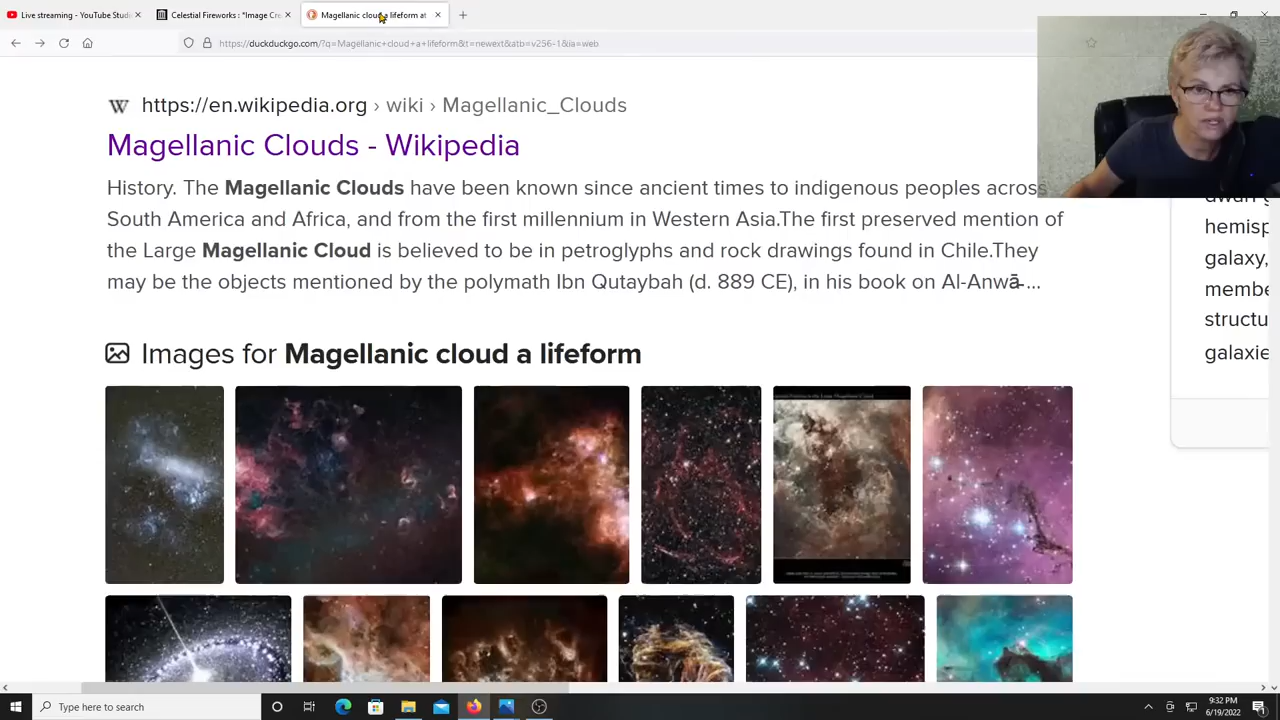 Live streaming - YouTube Studi
Celestial Fireworks : "Image Cre
Magellanic cloud a lifeform at
https://duckduckgo.com/?q=Magellanic+cloud+a+lifeform&t=newext&atb=v256-1&ia=web
W https://en.wikipedia.org › wiki › Magellanic_Clouds
Magellanic Clouds - Wikipedia
History. The Magellanic Clouds have been known since ancient times to indigenous peoples across
South America and Africa, and from the first millennium in Western Asia.The first preserved mention of
the Large Magellanic Cloud is believed to be in petroglyphs and rock drawings found in Chile.They
may be the objects mentioned by the polymath Ibn Qutaybah (d. 889 CE), in his book on Al-Anwā ...
hemisp
galaxy,
membe
structu
galaxie
Images for Magellanic cloud a lifeform
Type here to search
9:32 PM
6/19/2022